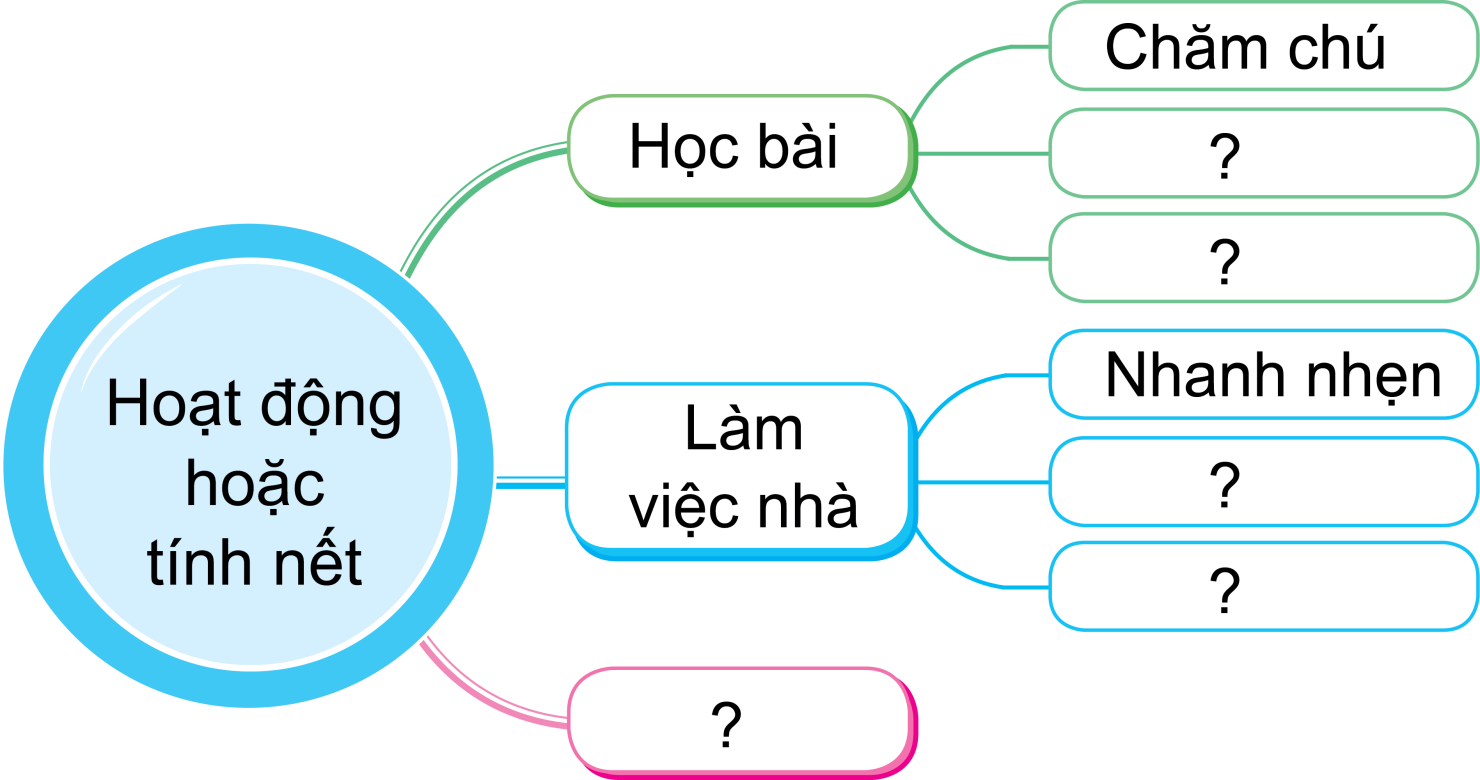 Hoạt động
hoặc
tính nết
Học bài
Chăm chú
?
?
Làm
việc nhà
Nhanh nhẹn
?
?
?